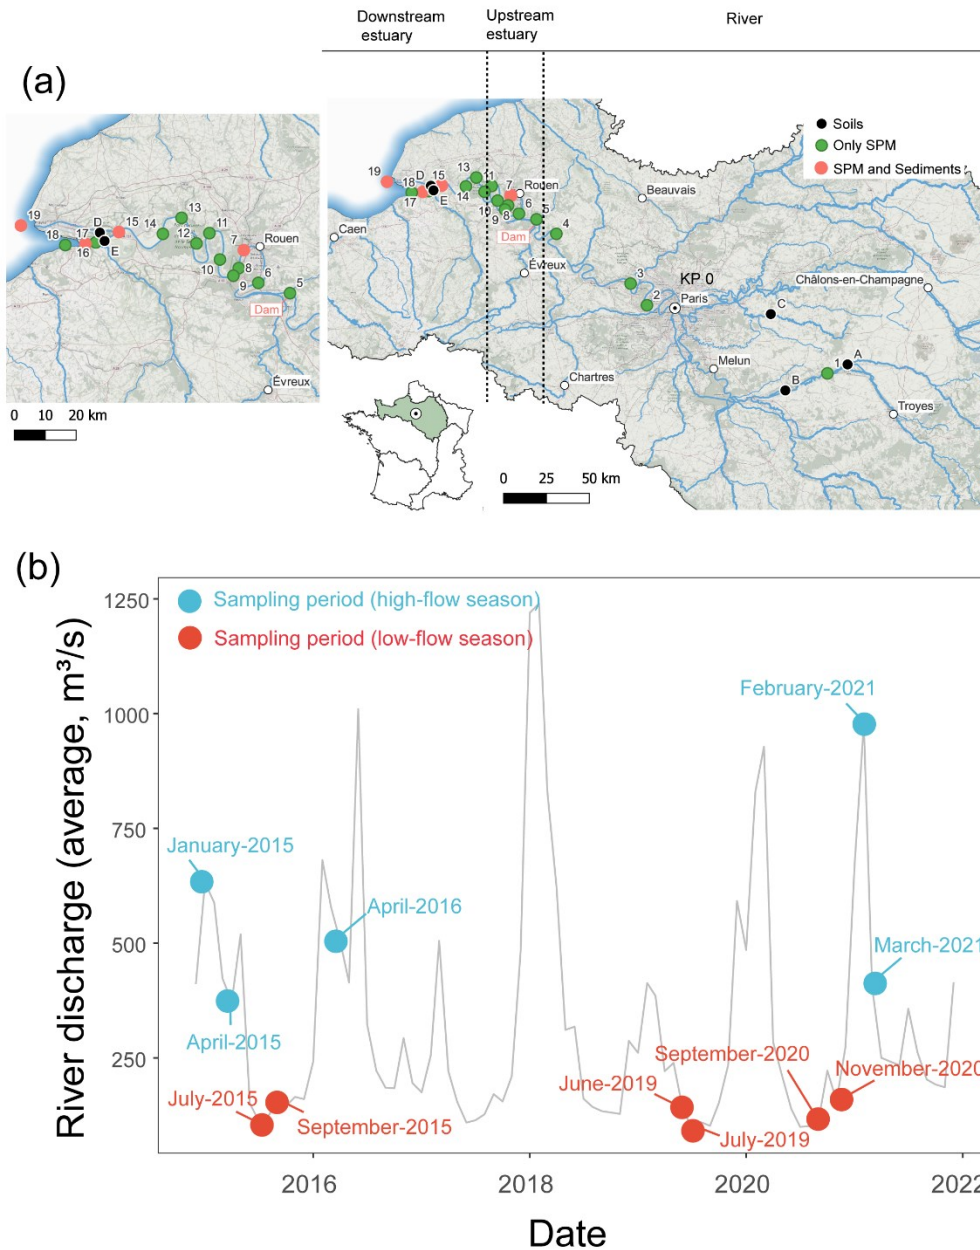 Downstream
estuary
Upstream
estuary
River
(a)
Soils
Only SPM
SPM and Sediments
19
18
17
16
D
E
15
14
13
12
11
10
9
8
7
6
5
Rouen
Dam
Évreux
0 10 20 km
19
18
17
D
E
15
13
14
11
10
9
8
7
6
5
4
3
2
1
Rouen
Dam
Caen
Évreux
Beauvais
KP 0
Paris
Châlons-en-Champagne
C
A
B
Melun
Chartres
Troyes
0 25 50 km
(b)
River discharge (average, m³/s)
1250
1000
750
500
250
Sampling period (high-flow season)
Sampling period (low-flow season)
January-2015
April-2015
July-2015
September-2015
April-2016
June-2019
July-2019
September-2020
November-2020
February-2021
March-2021
2016
2018
2020
2022
Date